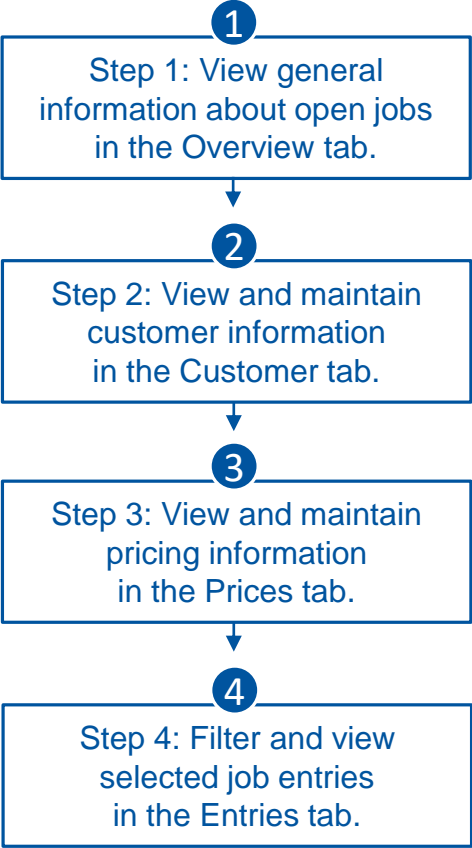 1
Step 1: View general
information about open jobs
in the Overview tab.
2
Step 2: View and maintain
customer information
in the Customer tab.
3
Step 3: View and maintain
pricing information
in the Prices tab.
4
Step 4: Filter and view
selected job entries
in the Entries tab.